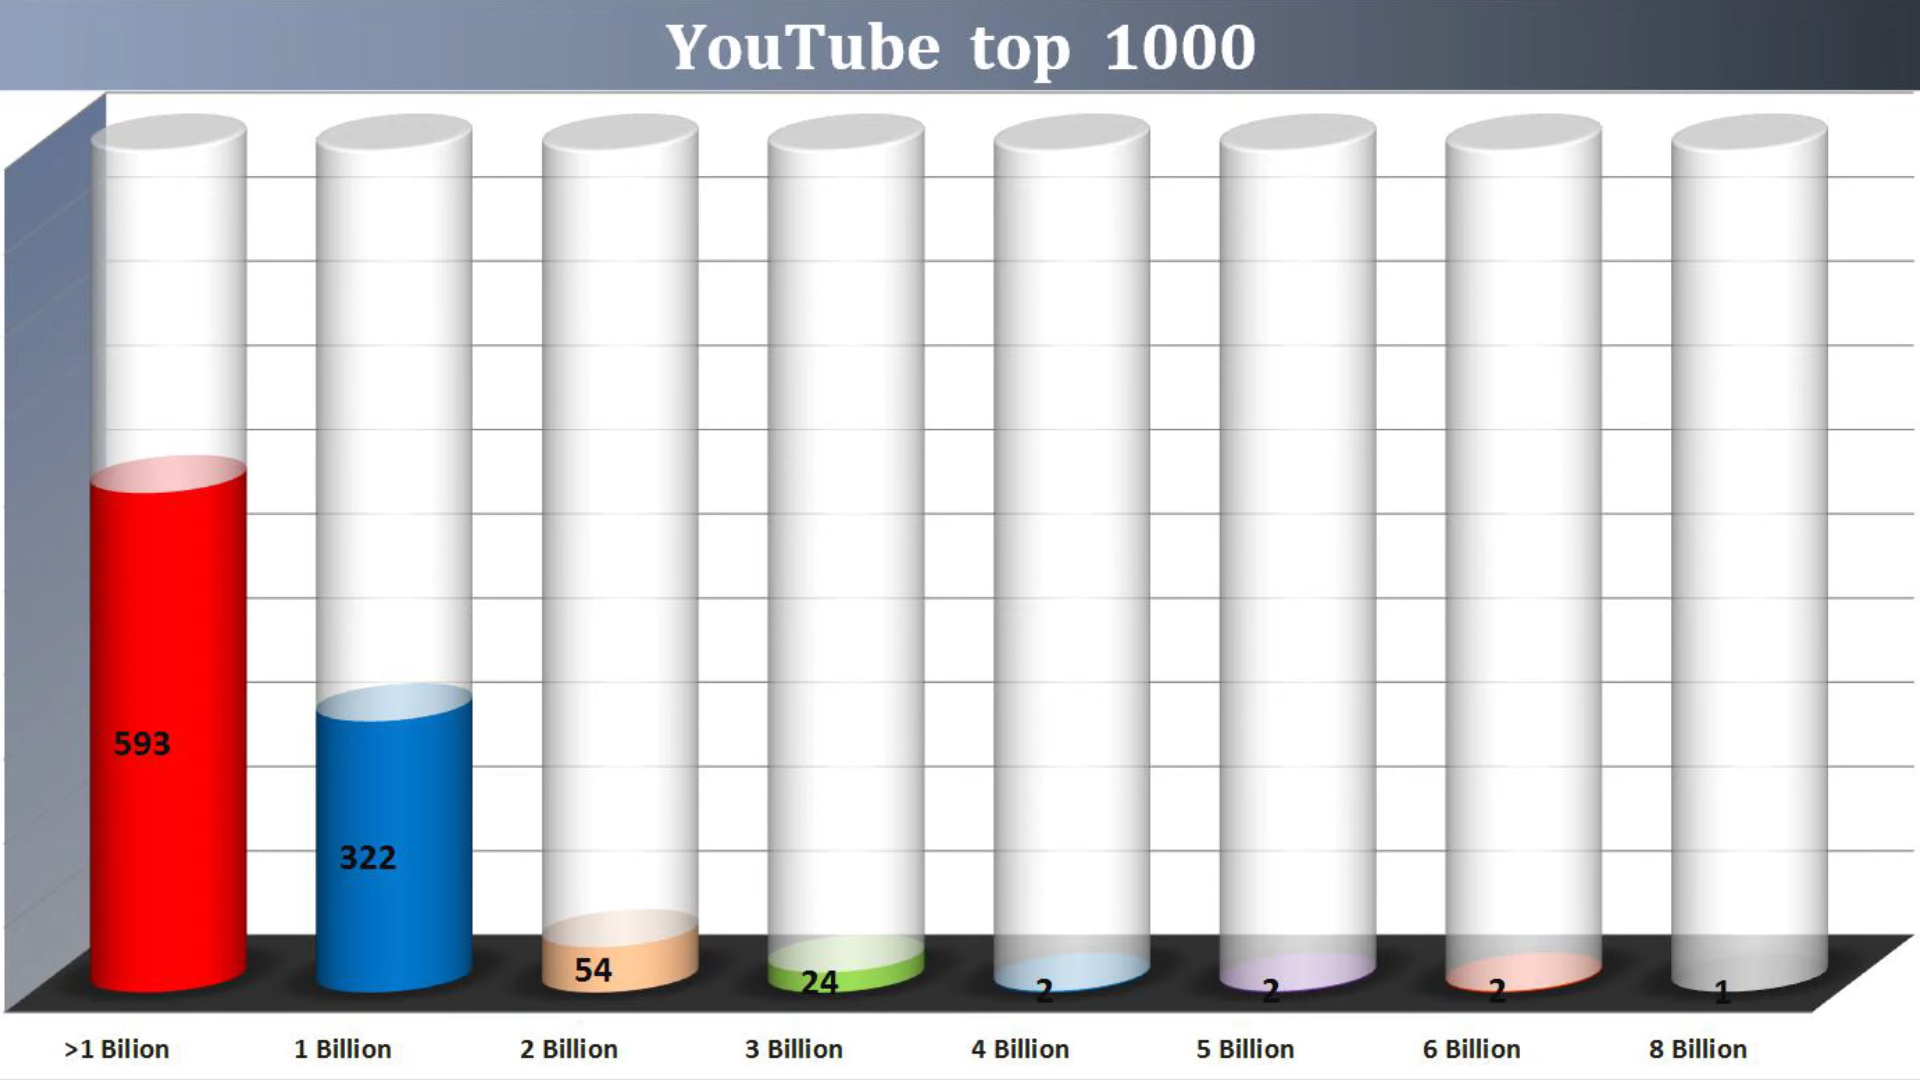 YouTube top 1000
593
322
54
24
2
2
2
1
>1 Bilion
1 Billion
2 Billion
3 Billion
4 Billion
5 Billion
6 Billion
8 Billion